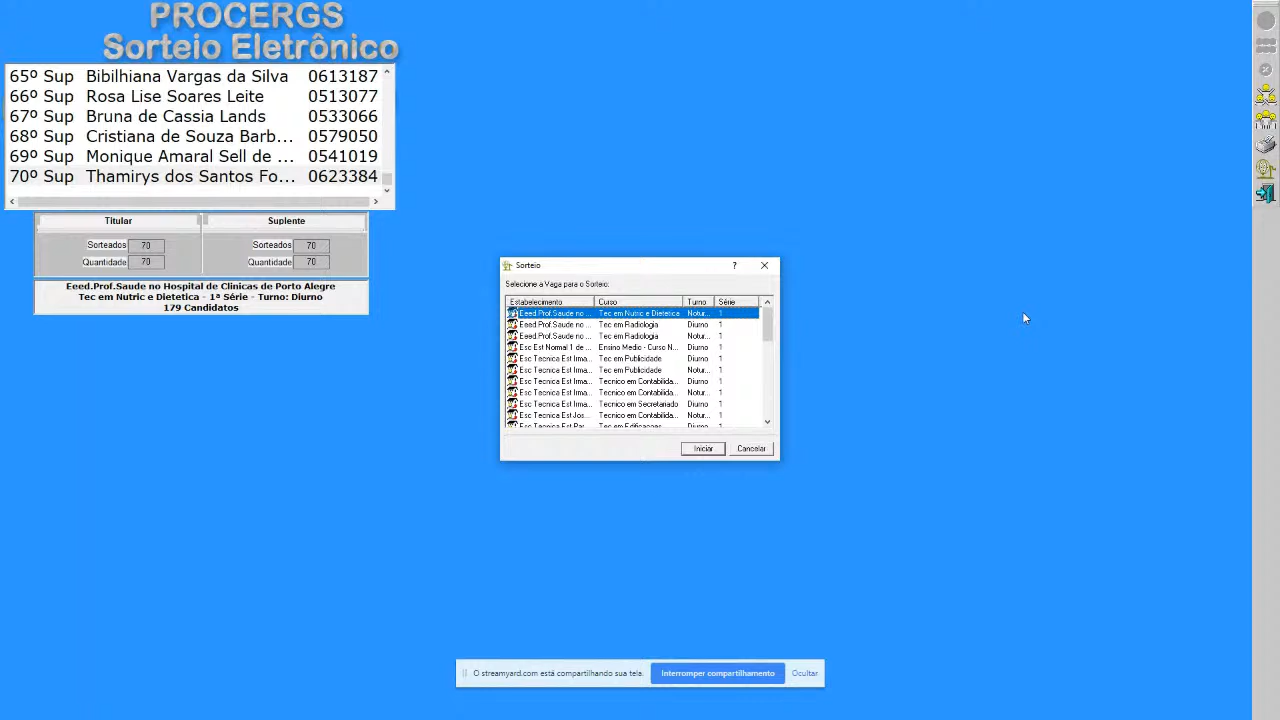 PROCERGS
Sorteio Eletrônico
65º Sup Bibilhiana Vargas da Silva 0613187
66º Sup Rosa Lise Soares Leite 0513077
67º Sup Bruna de Cassia Lands 0533066
68º Sup Cristiana de Souza Barb... 0579050
69º Sup Monique Amaral Sell de ... 0541019
70º Sup Thamirys dos Santos Fo... 0623384
Titular Suplente
Sorteados 70 Sorteados 70
Quantidade 70 Quantidade 70
Eeed.Prof.Saude no Hospital de Clinicas de Porto Alegre
Tec em Nutric e Dietetica - 1ª Série - Turno: Diurno
179 Candidatos
Sorteio ?
Selecione a Vaga para o Sorteio:
Estabelecimento Curso Turno Série
Eeed.Prof.Saude no ... Tec em Nutric e Dietetica Notur... 1
Eeed.Prof.Saude no ... Tec em Radiologia Diurno 1
Eeed.Prof.Saude no ... Tec em Radiologia Notur... 1
Esc Est Normal 1 de ... Ensino Medio - Curso N... Diurno 1
Esc Tecnica Est Irma... Tec em Publicidade Diurno 1
Esc Tecnica Est Irma... Tec em Publicidade Notur... 1
Esc Tecnica Est Irma... Tecnico em Contabilida... Diurno 1
Esc Tecnica Est Irma... Tecnico em Contabilida... Notur... 1
Esc Tecnica Est Irma... Tecnico em Secretariado Diurno 1
Esc Tecnica Est Jos... Tecnico em Contabilida... Notur... 1
Esc Tecnica Est Par... Tec em Edificacoes Diurno 1
Iniciar Cancelar
O streamyard.com está compartilhando sua tela. Interromper compartilhamento Ocultar